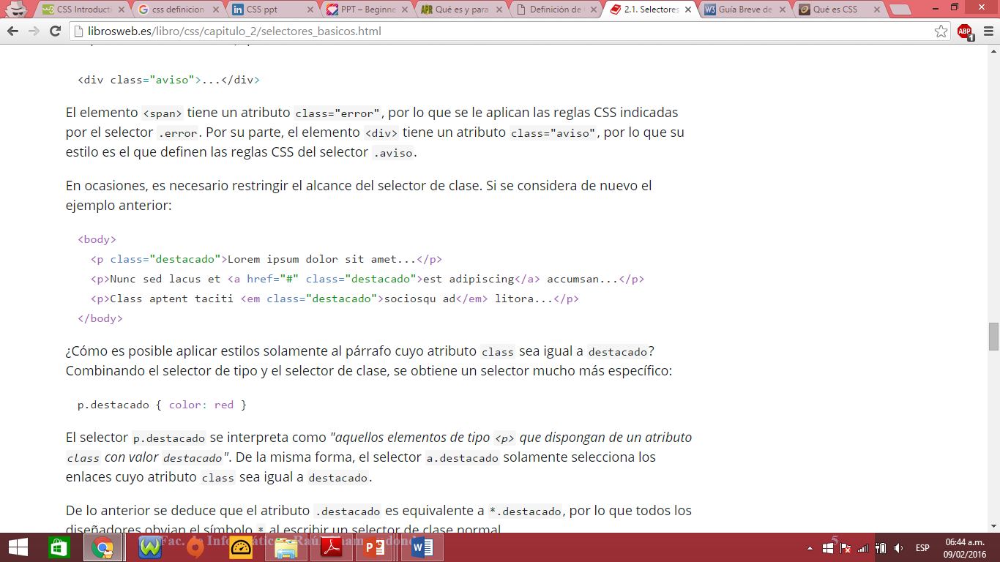 CSS Introducti
css definicion
CSS ppt
PPT – Beginne
Qué es y para
Definición de
2.1. Selectores
Guía Breve de
Qué es CSS
librosweb.es/libro/css/capitulo_2/selectores_basicos.html
ABP
1
<div class="aviso">...</div>
El elemento <span> tiene un atributo class="error", por lo que se le aplican las reglas CSS indicadas
por el selector .error. Por su parte, el elemento <div> tiene un atributo class="aviso", por lo que su
estilo es el que definen las reglas CSS del selector .aviso.
En ocasiones, es necesario restringir el alcance del selector de clase. Si se considera de nuevo el
ejemplo anterior:
<body>
<p class="destacado">Lorem ipsum dolor sit amet...</p>
<p>Nunc sed lacus et <a href="#" class="destacado">est adipiscing</a> accumsan...</p>
<p>Class aptent taciti <em class="destacado">sociosqu ad</em> litora...</p>
</body>
¿Cómo es posible aplicar estilos solamente al párrafo cuyo atributo class sea igual a destacado?
Combinando el selector de tipo y el selector de clase, se obtiene un selector mucho más específico:
p.destacado { color: red }
El selector p.destacado se interpreta como "aquellos elementos de tipo <p> que dispongan de un atributo
class con valor destacado". De la misma forma, el selector a.destacado solamente selecciona los
enlaces cuyo atributo class sea igual a destacado.
De lo anterior se deduce que el atributo .destacado es equivalente a *.destacado, por lo que todos los
diseñadores obvian el símbolo * al escribir un selector de clase normal
Fac.
5
ESP
06:44 a.m.
09/02/2016